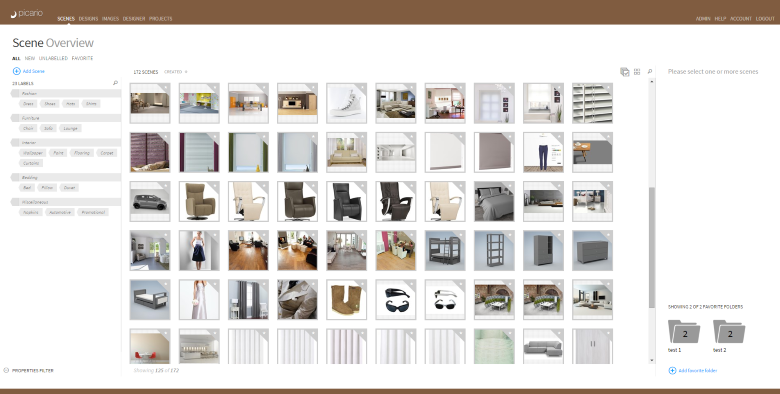 picario
SCENES DESIGNS IMAGES DESIGNER PROJECTS
ADMIN HELP ACCOUNT LOGOUT
Scene Overview
ALL NEW UNLABELLED FAVORITE
Add Scene
172 SCENES CREATED
Please select one or more scenes
LABELS
Fashion
Dress Shoes Hats Shirts
Furniture
Chair Sofa Lounge
Interior
Wallpaper Paint Flooring Carpet
Curtains
Bedding
Bed Pillow Duvet
Miscellaneous
Automotive Promotional
SHOWING 2 OF 2 FAVORITE FOLDERS
2 2
test 1 test 2
Add favorite folder
PROPERTIES FILTER
Showing 125 of 172